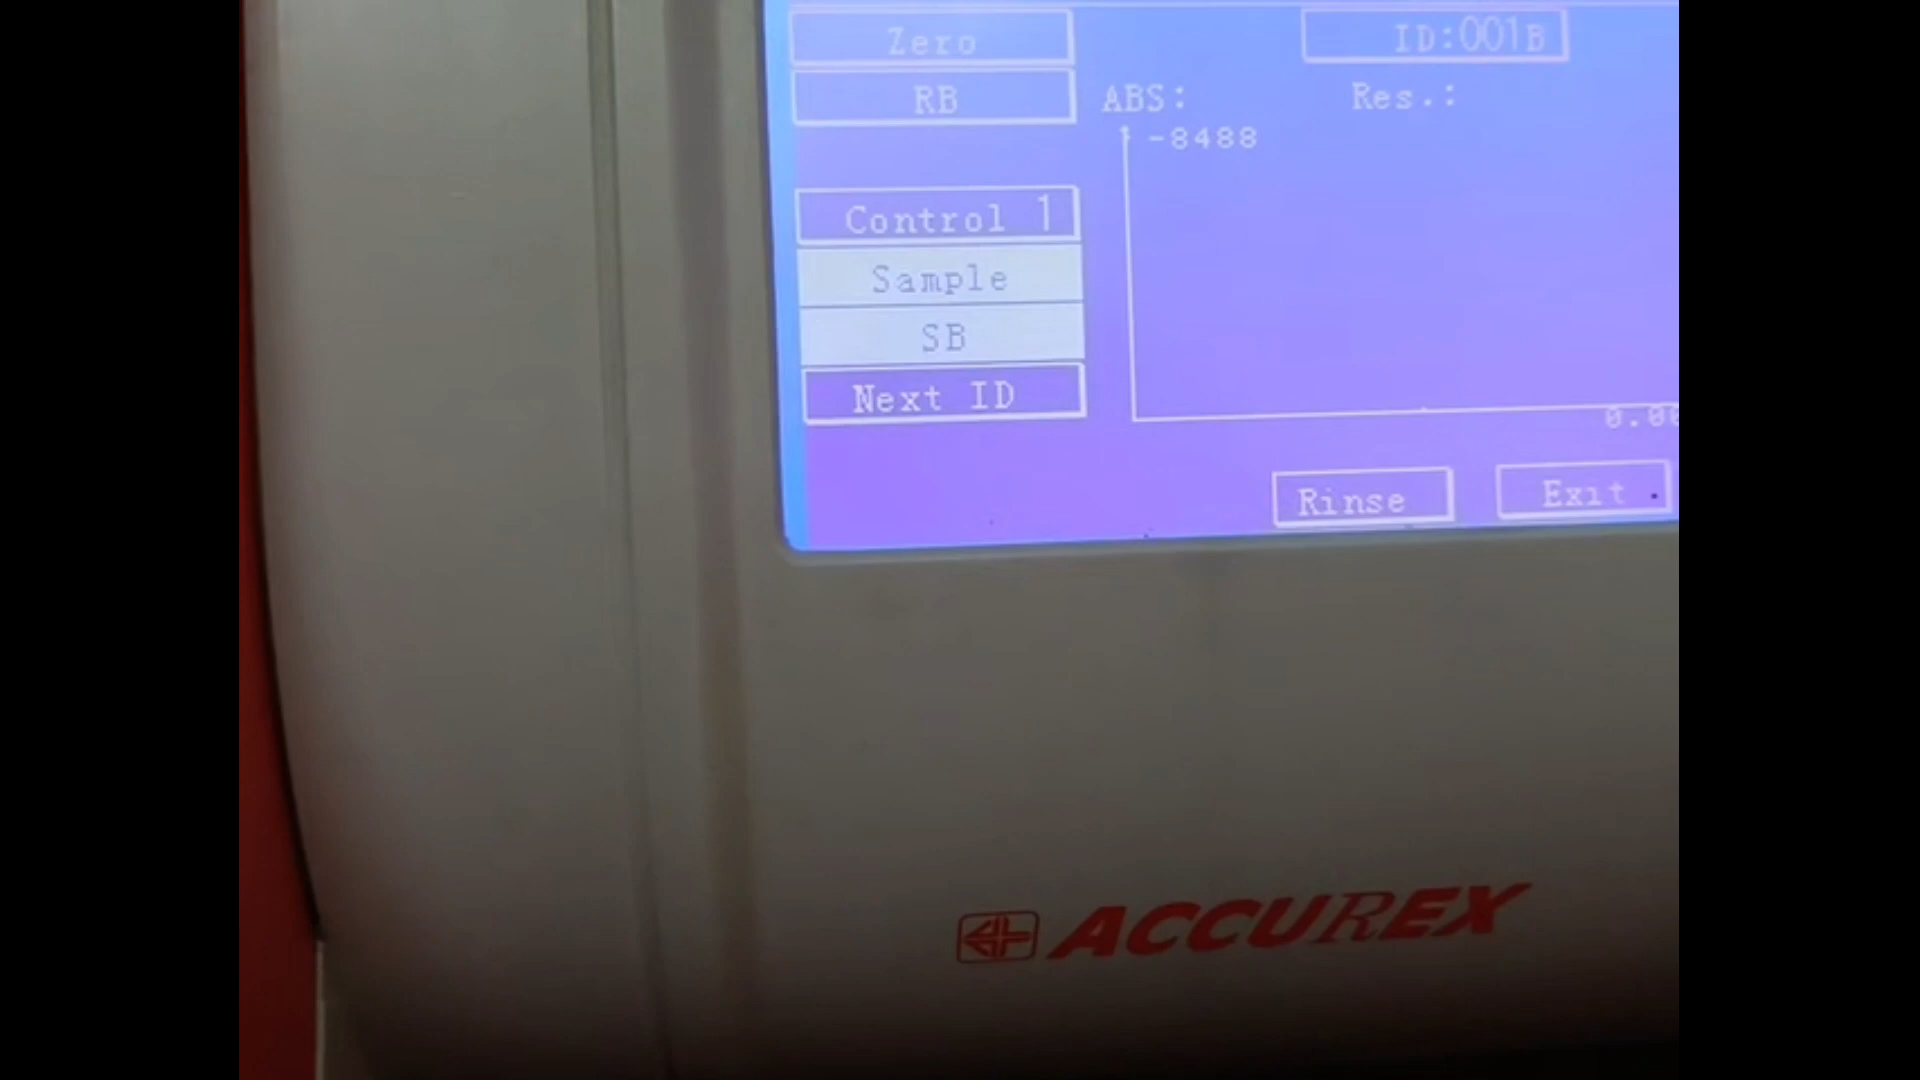 Zero
ID:001B
RB
ABS:
Res.:
-8488
Control 1
Sample
SB
Next ID
Rinse
Exit
ACCUREX